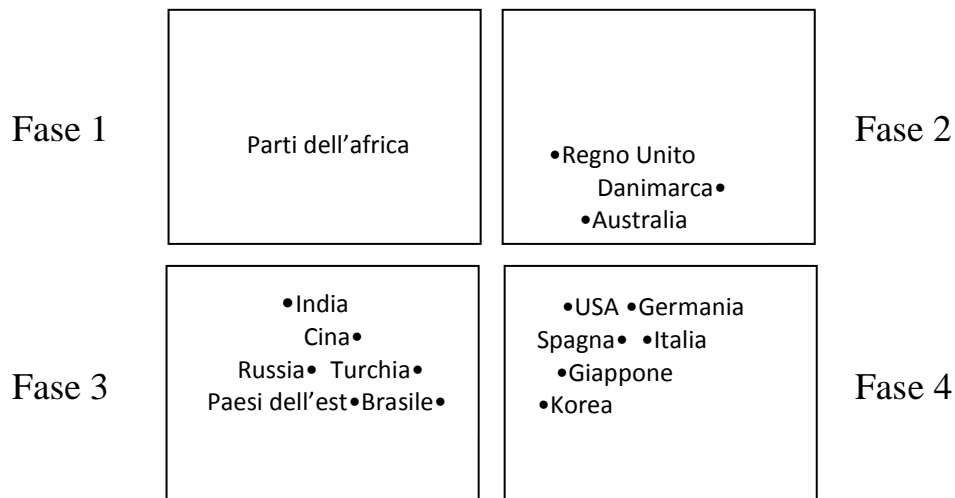 Fase 1
Parti dell’africa
Fase 2
•Regno Unito
Danimarca•
•Australia
Fase 3
•India
Cina•
Russia• Turchia•
Paesi dell’est•Brasile•
Fase 4
•USA •Germania
Spagna• •Italia
•Giappone
•Korea